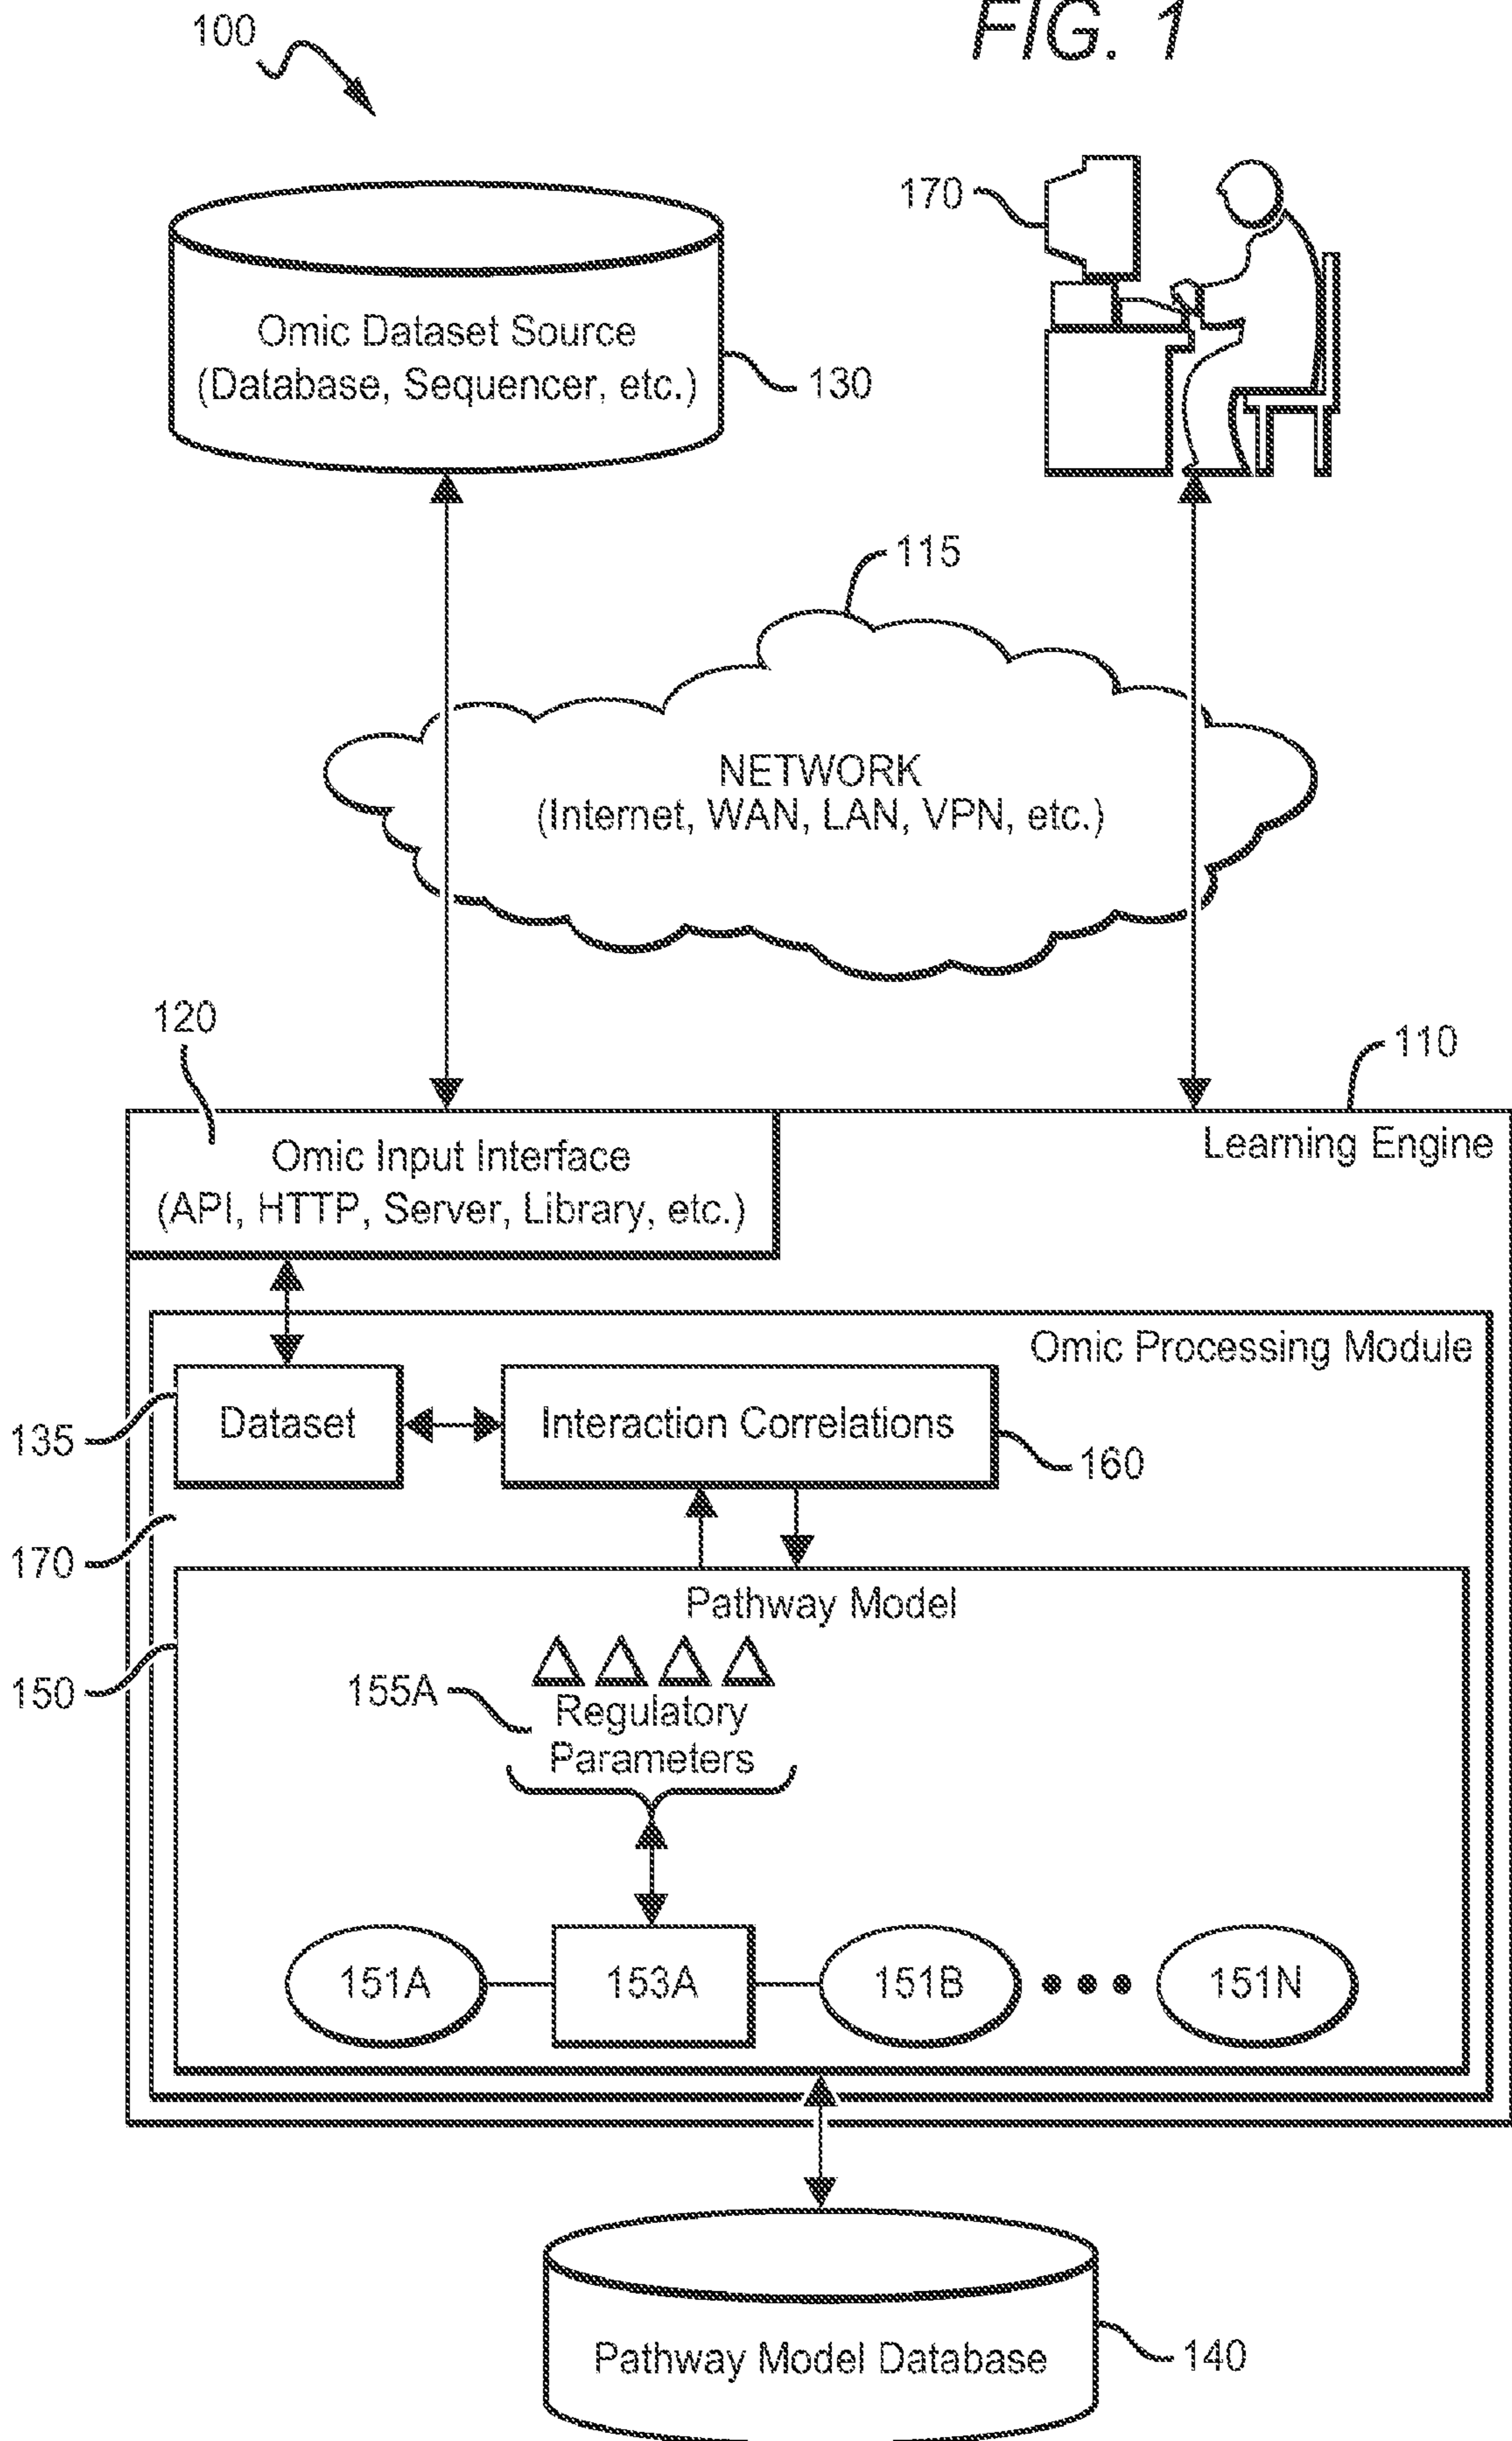 FIG. 1
100
170
Omic Dataset Source
(Database, Sequencer, etc.)
130
115
NETWORK
(Internet, WAN, LAN, VPN, etc.)
120
110
Omic Input Interface
(API, HTTP, Server, Library, etc.)
Learning Engine
Omic Processing Module
Dataset
Interaction Correlations
135
160
170
Pathway Model
150
155A
Regulatory
Parameters
151A
153A
151B
151N
Pathway Model Database
140